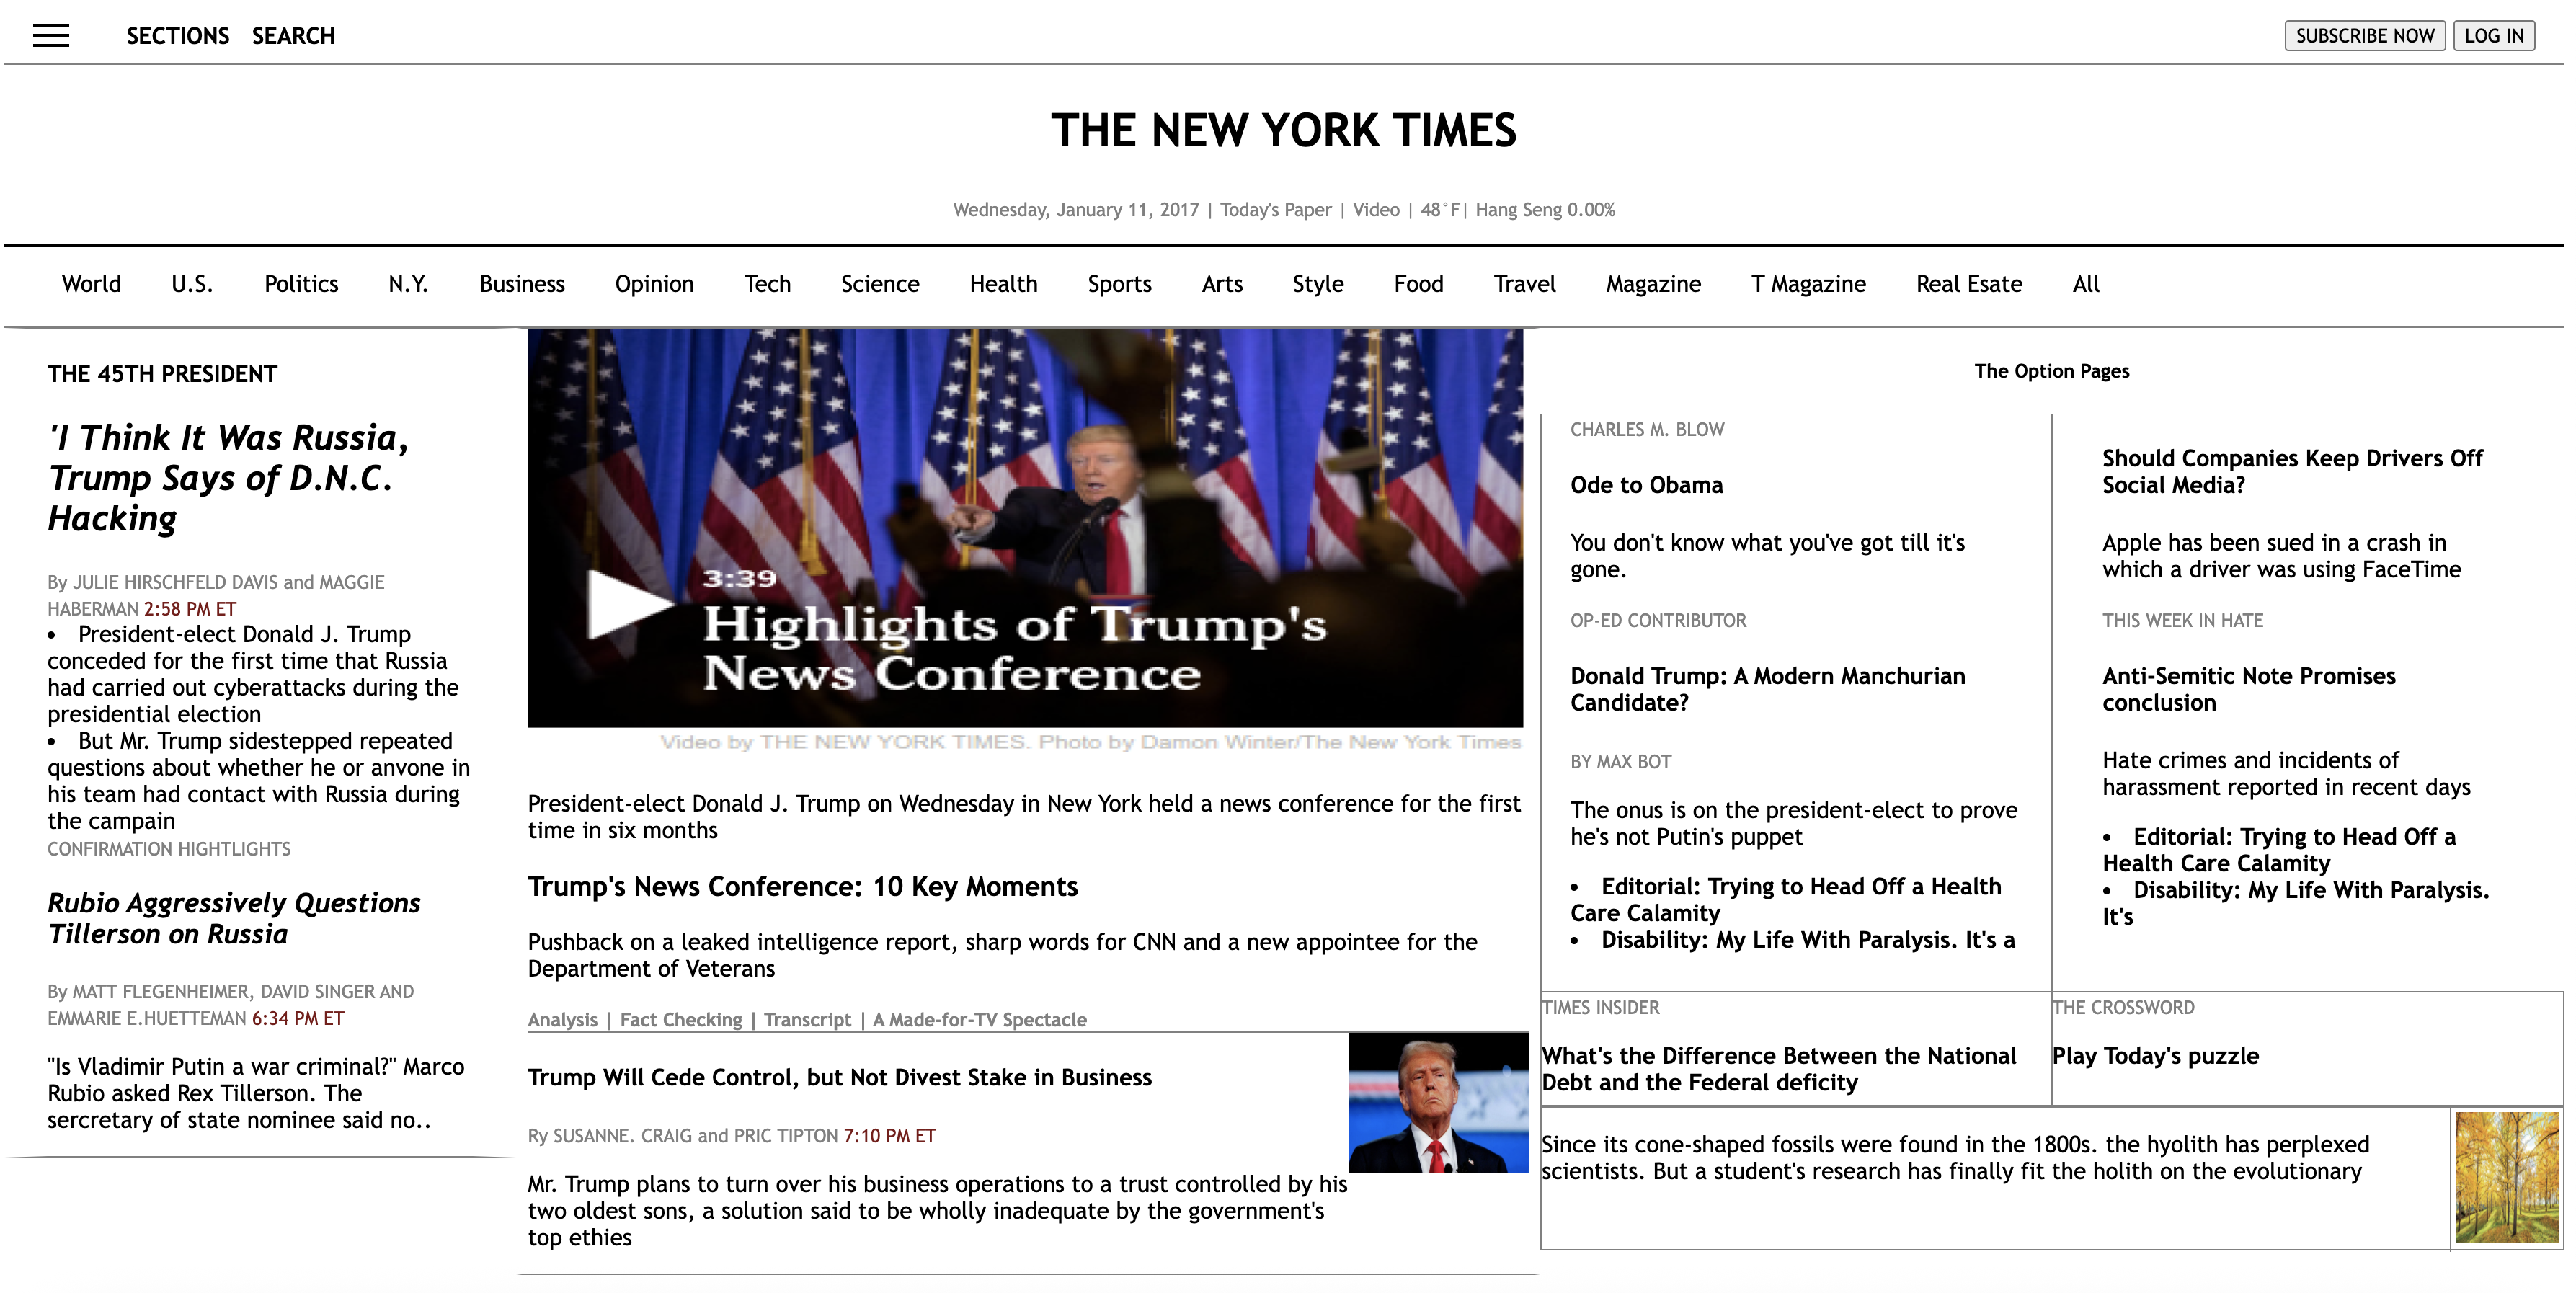 SECTIONS SEARCH
SUBSCRIBE NOW LOG IN
THE NEW YORK TIMES
Wednesday, January 11, 2017 | Today's Paper | Video | 48°F| Hang Seng 0.00%
World U.S. Politics N.Y. Business Opinion Tech Science Health Sports Arts Style Food Travel Magazine T Magazine Real Esate All
THE 45TH PRESIDENT
'I Think It Was Russia,
Trump Says of D.N.C.
Hacking
By JULIE HIRSCHFELD DAVIS and MAGGIE
HABERMAN 2:58 PM ET
• President-elect Donald J. Trump
conceded for the first time that Russia
had carried out cyberattacks during the
presidential election
• But Mr. Trump sidestepped repeated
questions about whether he or anvone in
his team had contact with Russia during
the campain
CONFIRMATION HIGHTLIGHTS
Rubio Aggressively Questions
Tillerson on Russia
By MATT FLEGENHEIMER, DAVID SINGER AND
EMMARIE E.HUETTEMAN 6:34 PM ET
"Is Vladimir Putin a war criminal?" Marco
Rubio asked Rex Tillerson. The
sercretary of state nominee said no..
3:39
Highlights of Trump's
News Conference
Video by THE NEW YORK TIMES. Photo by Damon Winter/The New York Times
President-elect Donald J. Trump on Wednesday in New York held a news conference for the first
time in six months
Trump's News Conference: 10 Key Moments
Pushback on a leaked intelligence report, sharp words for CNN and a new appointee for the
Department of Veterans
Analysis | Fact Checking | Transcript | A Made-for-TV Spectacle
Trump Will Cede Control, but Not Divest Stake in Business
Ry SUSANNE. CRAIG and PRIC TIPTON 7:10 PM ET
Mr. Trump plans to turn over his business operations to a trust controlled by his
two oldest sons, a solution said to be wholly inadequate by the government's
top ethies
The Option Pages
CHARLES M. BLOW
Ode to Obama
You don't know what you've got till it's
gone.
OP-ED CONTRIBUTOR
Donald Trump: A Modern Manchurian
Candidate?
BY MAX BOT
The onus is on the president-elect to prove
he's not Putin's puppet
• Editorial: Trying to Head Off a Health
Care Calamity
• Disability: My Life With Paralysis. It's a
Should Companies Keep Drivers Off
Social Media?
Apple has been sued in a crash in
which a driver was using FaceTime
THIS WEEK IN HATE
Anti-Semitic Note Promises
conclusion
Hate crimes and incidents of
harassment reported in recent days
• Editorial: Trying to Head Off a
Health Care Calamity
• Disability: My Life With Paralysis.
It's
TIMES INSIDER
What's the Difference Between the National
Debt and the Federal deficity
THE CROSSWORD
Play Today's puzzle
Since its cone-shaped fossils were found in the 1800s. the hyolith has perplexed
scientists. But a student's research has finally fit the holith on the evolutionary